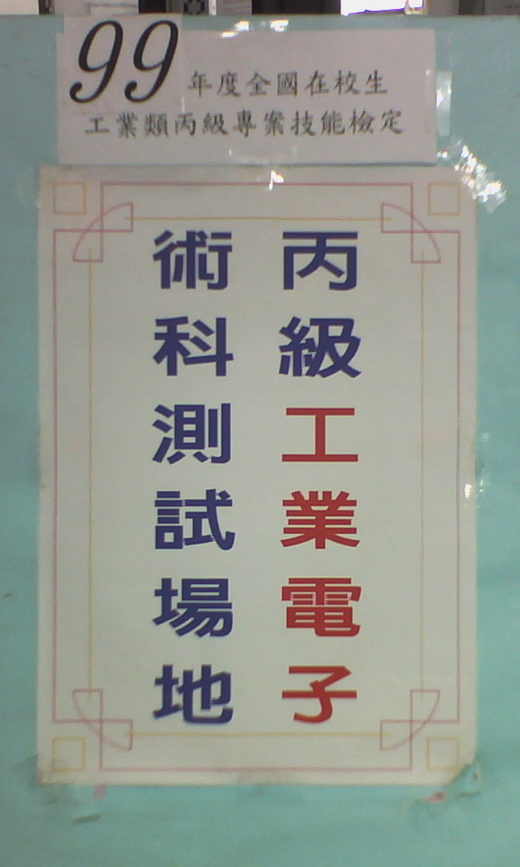 99年度全國在校生
工業類丙級專案技能檢定
丙級工業電子
術科測試場地